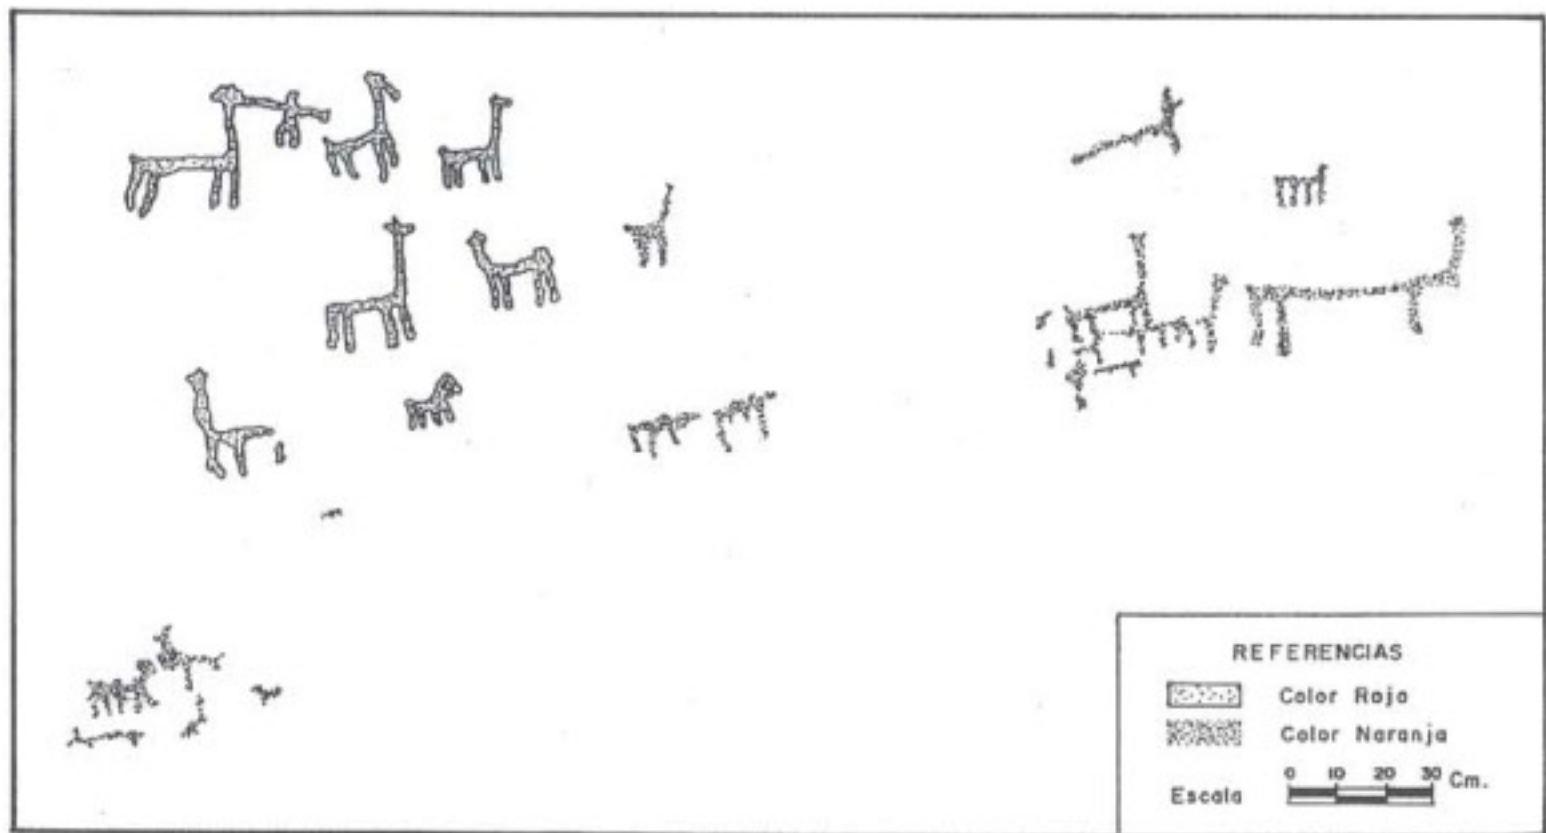 REFERENCIAS
Color Rojo
Color Naranja
0 10 20 30 Cm.
Escala